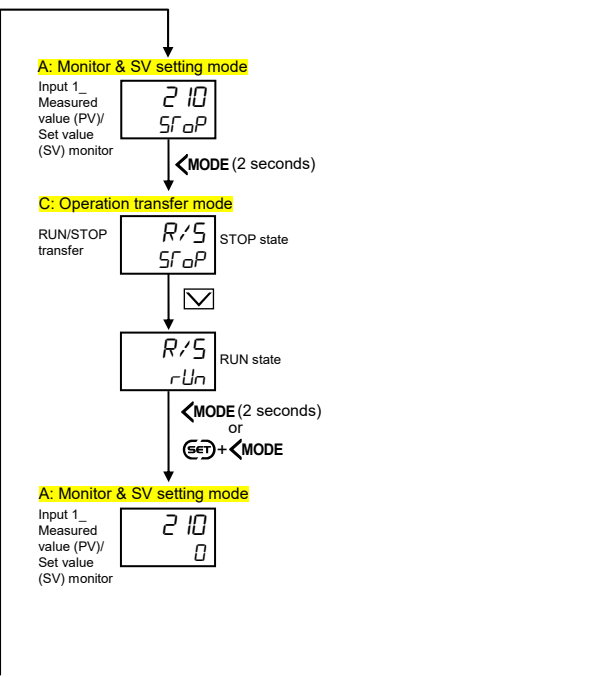 A: Monitor & SV setting mode
Input 1_
Measured
value (PV)/
Set value
(SV) monitor
210
SToP
MODE (2 seconds)
C: Operation transfer mode
RUN/STOP
transfer
R/S
SToP
STOP state
R/S
rUn
RUN state
MODE (2 seconds)
or
SET + MODE
A: Monitor & SV setting mode
Input 1_
Measured
value (PV)/
Set value
(SV) monitor
210
0